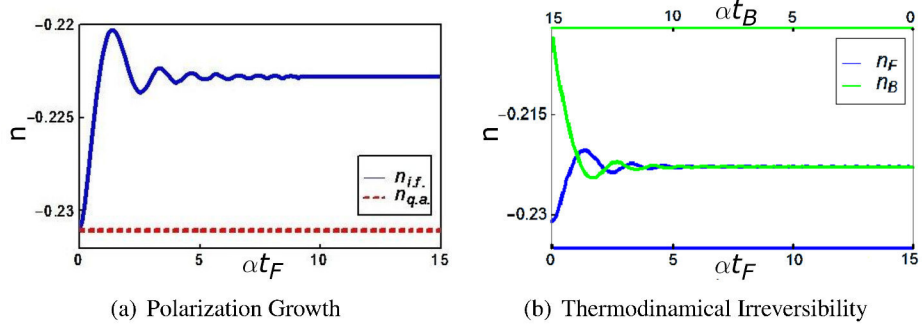 -0.22
-0.225
-0.23
n
n_{i.f.}
n_{q.a.}
0 5 10 15
αt_F
(a) Polarization Growth
15 10 5 0
αt_B
-0.215
-0.23
n
n_F
n_B
0 5 10 15
αt_F
(b) Thermodinamical Irreversibility